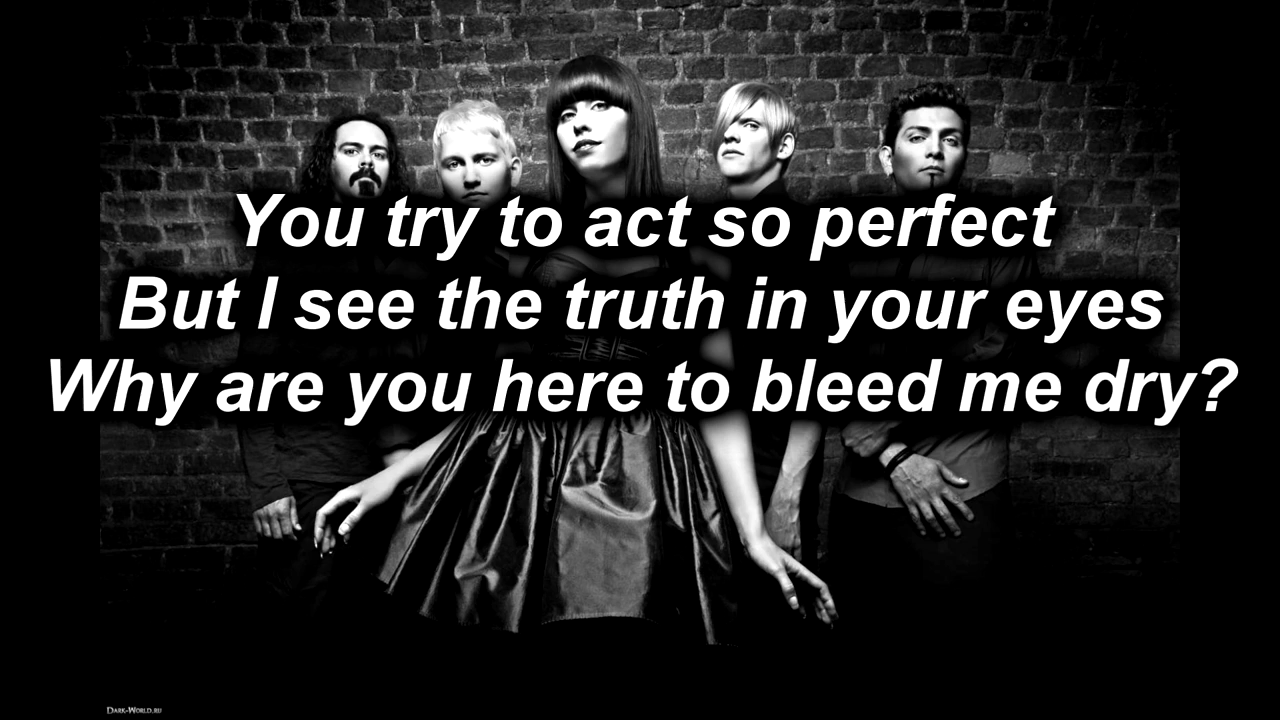 You try to act so perfect
But I see the truth in your eyes
Why are you here to bleed me dry?
Dark-World.ru